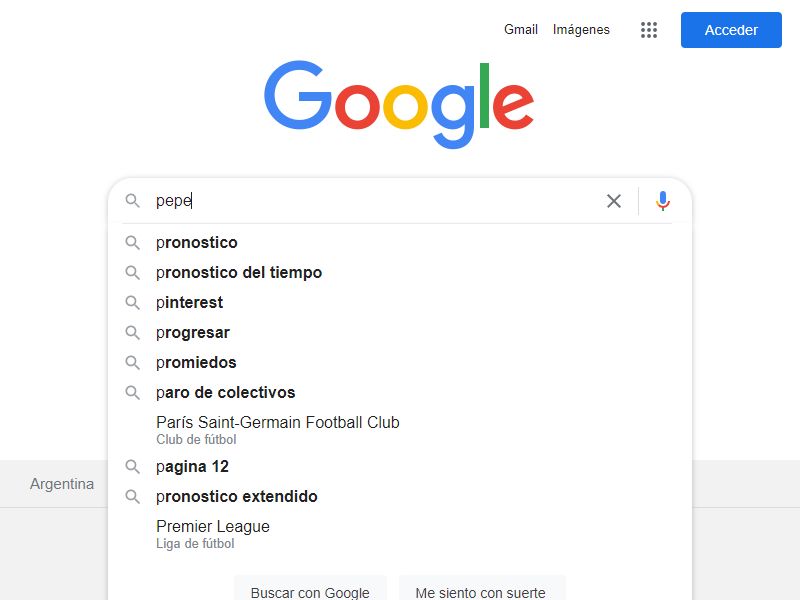 Gmail Imágenes Acceder
Google
pepe
pronostico
pronostico del tiempo
pinterest
progresar
promiedos
paro de colectivos
París Saint-Germain Football Club
Club de fútbol
pagina 12
Argentina
pronostico extendido
Premier League
Liga de fútbol
Buscar con Google Me siento con suerte